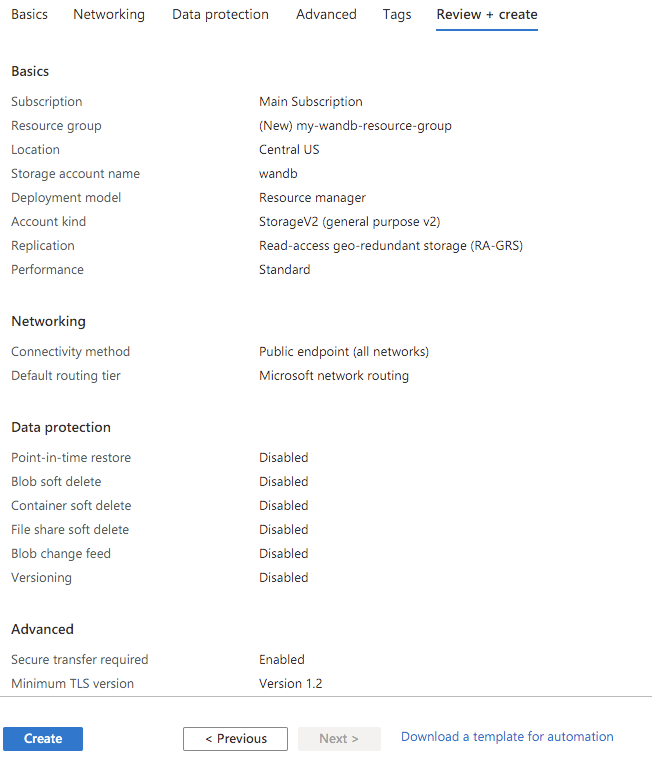 Basics Networking Data protection Advanced Tags Review + create
Basics
Subscription Main Subscription
Resource group (New) my-wandb-resource-group
Location Central US
Storage account name wandb
Deployment model Resource manager
Account kind StorageV2 (general purpose v2)
Replication Read-access geo-redundant storage (RA-GRS)
Performance Standard
Networking
Connectivity method Public endpoint (all networks)
Default routing tier Microsoft network routing
Data protection
Point-in-time restore Disabled
Blob soft delete Disabled
Container soft delete Disabled
File share soft delete Disabled
Blob change feed Disabled
Versioning Disabled
Advanced
Secure transfer required Enabled
Minimum TLS version Version 1.2
Create < Previous Next > Download a template for automation